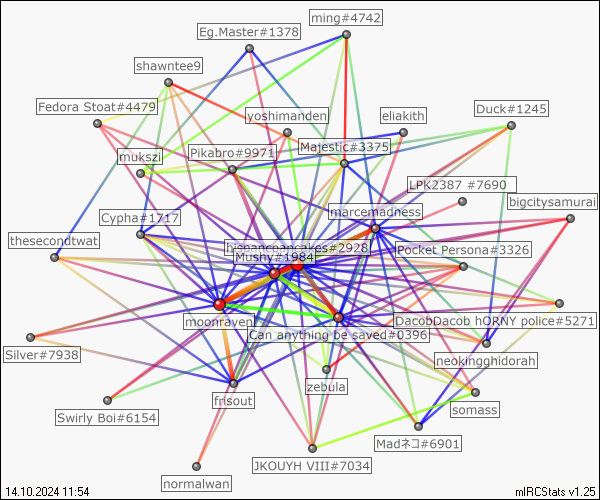 ming#4742
Eg.Master#1378
shawntee9
Fedora Stoat#4479
yoshimanden
eliakith
Duck#1245
mukszi
Pikabro#9971
Majestic#3375
LPK2387 #7690
bigcitysamurai
Cypha#1717
marcemadness
thesecondtwat
Mushy#1984
Pocket Persona#3326
moonraven
DacobDacob hORNY police#5271
Can anything be saved#0396
Silver#7938
neokingghidorah
zebula
frisout
somass
Swirly Boi#6154
Madネコ#6901
JKOUYH VIII#7034
normalwan
14.10.2024 11:54
mIRCStats v1.25